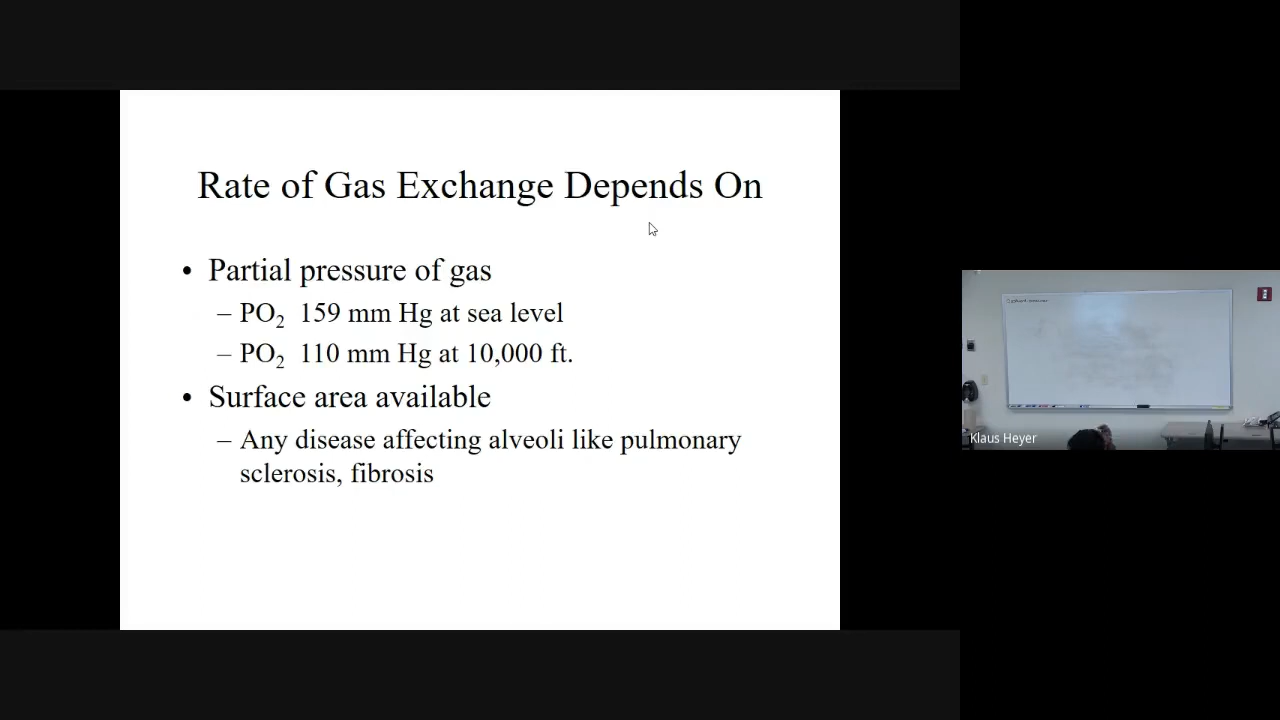 Rate of Gas Exchange Depends On
• Partial pressure of gas
– PO2 159 mm Hg at sea level
– PO2 110 mm Hg at 10,000 ft.
• Surface area available
– Any disease affecting alveoli like pulmonary
sclerosis, fibrosis
Klaus Heyer